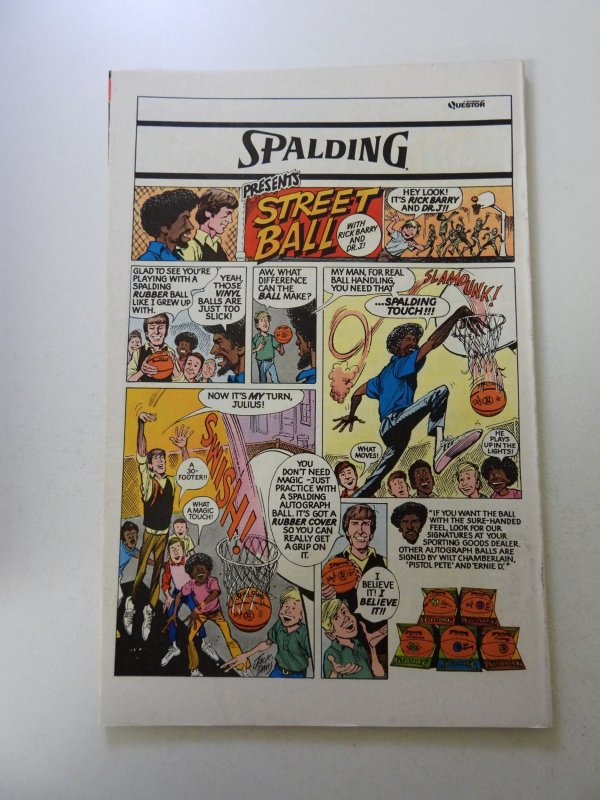 QUESTOR
SPALDING
PRESENTS
STREET
BALL
WITH
RICK BARRY
AND
DR. J!
HEY LOOK!
IT'S RICK BARRY
AND DR. J!!
GLAD TO SEE YOU'RE
PLAYING WITH A
SPALDING
RUBBER BALL
LIKE I GREW UP
WITH.
YEAH,
THOSE
VINYL
BALLS ARE
JUST TOO
SLICK!
AW, WHAT
DIFFERENCE
CAN THE
BALL MAKE?
MY MAN, FOR REAL
BALL HANDLING,
YOU NEED THAT
...SPALDING
TOUCH!!!
SLAM DUNK!
WHAT
MOVES!
HE
PLAYS
UP IN THE
LIGHTS!
NOW IT'S MY TURN,
JULIUS!
A
30-
FOOTER!!
WHAT
A MAGIC
TOUCH!
SWISH!
YOU
DON'T NEED
MAGIC - JUST
PRACTICE WITH
A SPALDING
AUTOGRAPH
BALL. IT'S GOT A
RUBBER COVER
SO YOU CAN
REALLY GET
A GRIP ON
IT.
I
BELIEVE
IT! I
BELIEVE
IT!!
"IF YOU WANT THE BALL
WITH THE SURE-HANDED
FEEL, LOOK FOR OUR
SIGNATURES AT YOUR
SPORTING GOODS DEALER.
OTHER AUTOGRAPH BALLS ARE
SIGNED BY WILT CHAMBERLAIN,
'PISTOL PETE' AND 'ERNIE D.'"